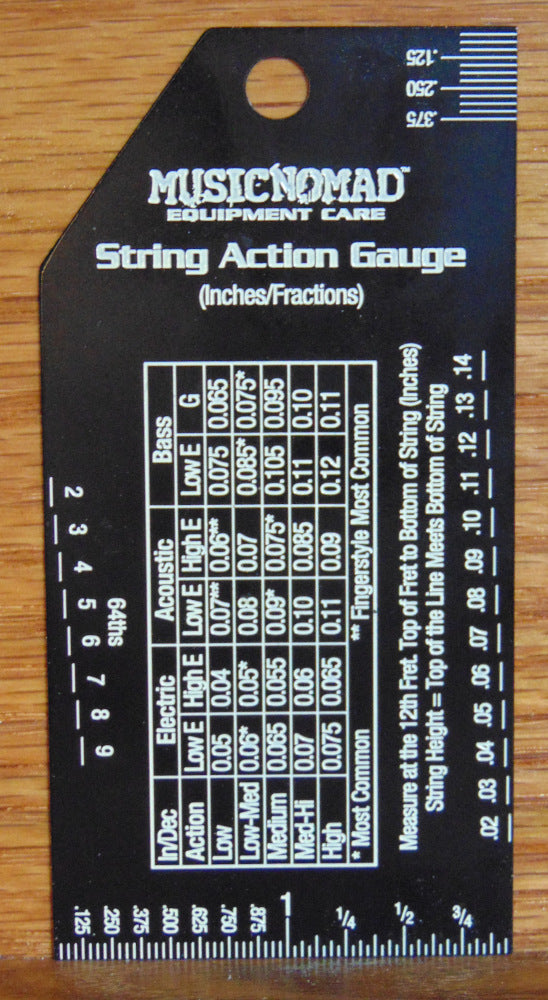 .125
.250
.375
MUSICNOMAD™
EQUIPMENT CARE
String Action Gauge
(Inches/Fractions)
In/Dec Electric Acoustic Bass
Action Low E High E Low E High E Low E G
Low 0.05 0.04 0.07** 0.06** 0.075 0.065
Low-Med 0.06* 0.05* 0.08 0.07 0.085* 0.075*
Medium 0.065 0.055 0.09* 0.075* 0.105 0.095
Med-Hi 0.07 0.06 0.10 0.085 0.11 0.10
High 0.075 0.065 0.11 0.09 0.12 0.11
* Most Common ** Fingerstyle Most Common
Measure at the 12th Fret. Top of Fret to Bottom of String (Inches)
String Height = Top of the Line Meets Bottom of String
.02 .03 .04 .05 .06 .07 .08 .09 .10 .11 .12 .13 .14
64ths
2 3 4 5 6 7 8 9
.125 .250 .375 .500 .625 .750 .875 1 1/4 1/2 3/4